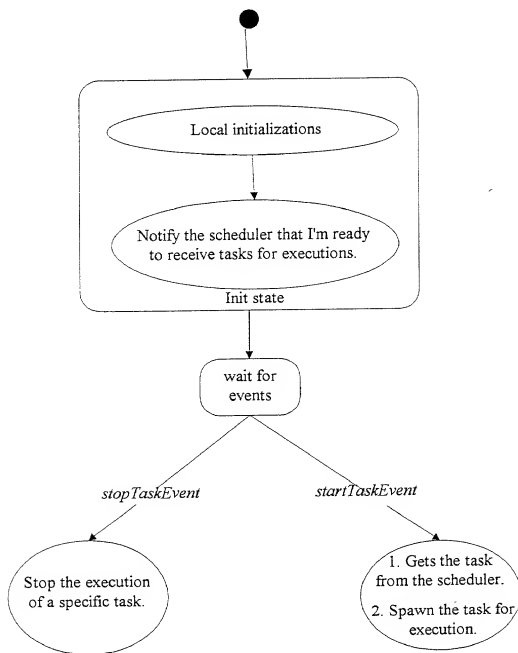 Local initializations
Notify the scheduler that I'm ready
to receive tasks for executions.
Init state
wait for
events
stopTaskEvent
startTaskEvent
Stop the execution
of a specific task.
1. Gets the task
from the scheduler.
2. Spawn the task for
execution.